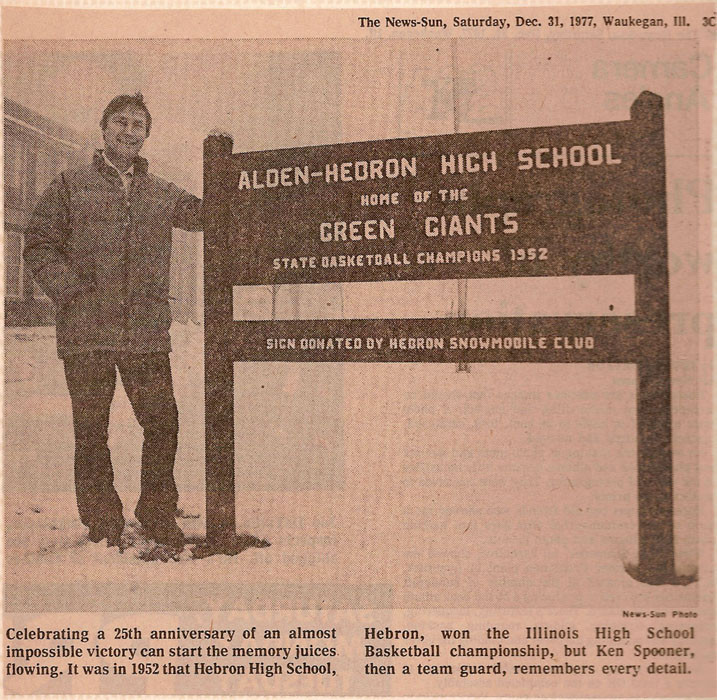 The News-Sun, Saturday, Dec. 31, 1977, Waukegan, Ill. 3C
ALDEN-HEBRON HIGH SCHOOL
HOME OF THE
GREEN GIANTS
STATE BASKETBALL CHAMPIONS 1952
SIGN DONATED BY HEBRON SNOWMOBILE CLUB
News-Sun Photo
Celebrating a 25th anniversary of an almost
impossible victory can start the memory juices
flowing. It was in 1952 that Hebron High School,
Hebron, won the Illinois High School
Basketball championship, but Ken Spooner,
then a team guard, remembers every detail.